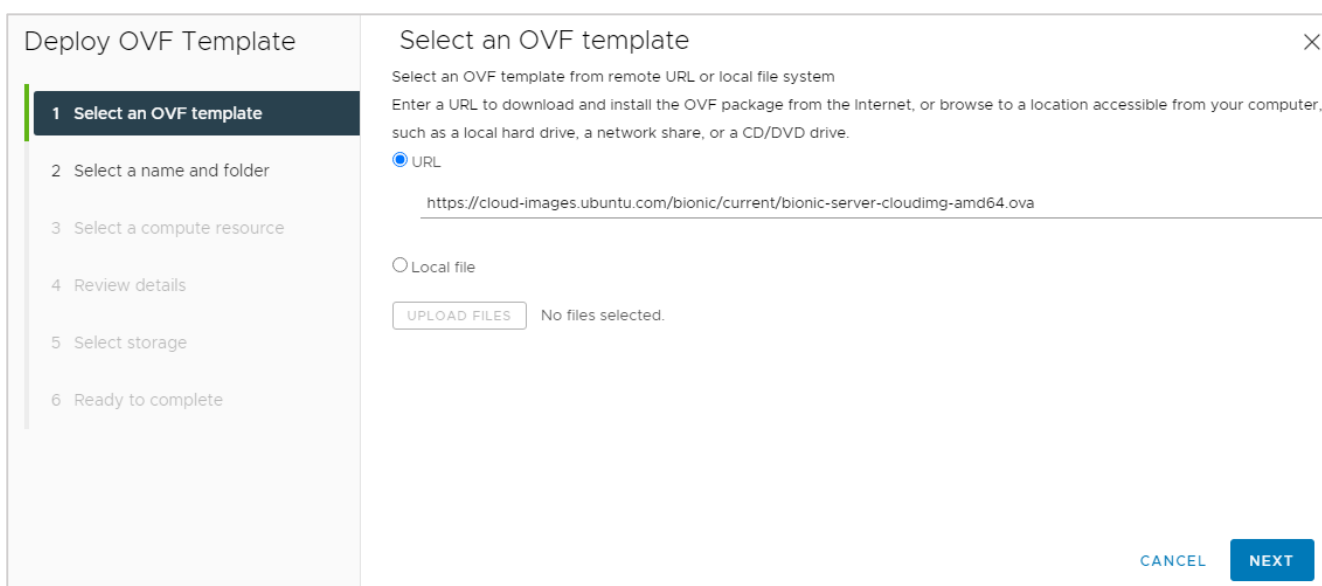 Deploy OVF Template
1 Select an OVF template
2 Select a name and folder
3 Select a compute resource
4 Review details
5 Select storage
6 Ready to complete
Select an OVF template
Select an OVF template from remote URL or local file system
Enter a URL to download and install the OVF package from the Internet, or browse to a location accessible from your computer,
such as a local hard drive, a network share, or a CD/DVD drive.
URL
https://cloud-images.ubuntu.com/bionic/current/bionic-server-cloudimg-amd64.ova
Local file
UPLOAD FILES No files selected.
CANCEL NEXT